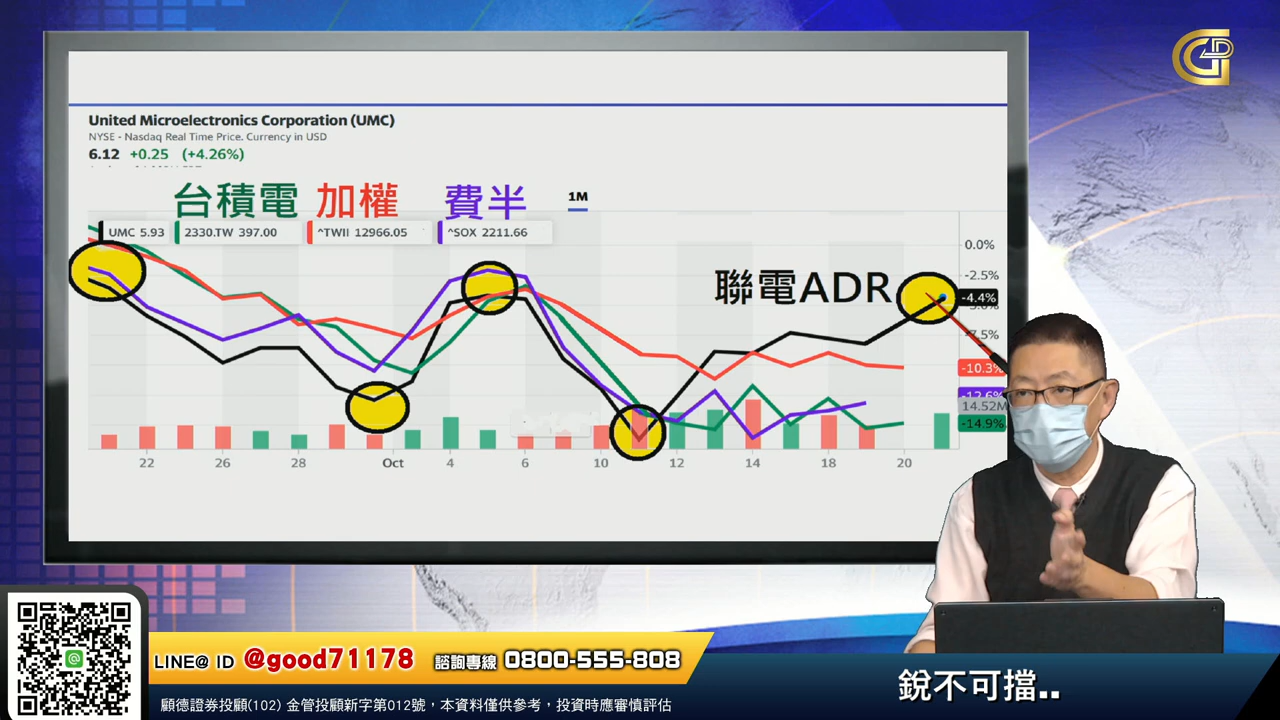 United Microelectronics Corporation (UMC)
NYSE - Nasdaq Real Time Price. Currency in USD
6.12 +0.25 (+4.26%)
台積電 加權 費半 1M
UMC 5.93 2330.TW 397.00 ^TWII 12966.05 ^SOX 2211.66
0.0%
-2.5%
聯電ADR
-4.4%
-10.3%
14.52M
-14.9%
22 26 28 Oct 4 6 10 12 14 18 20
LINE@ ID @good71178 諮詢專線 0800-555-808
顧德證券投顧(102) 金管投顧新字第012號，本資料僅供參考，投資時應審慎評估
銳不可擋..